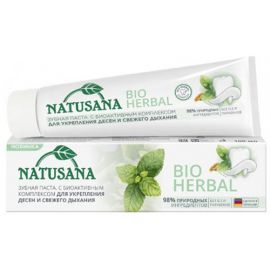 NATUSANA
BIO
HERBAL
ЗУБНАЯ ПАСТА С БИОАКТИВНЫМ КОМПЛЕКСОМ
ДЛЯ УКРЕПЛЕНИЯ ДЕСЕН И СВЕЖЕГО ДЫХАНИЯ
98% ПРИРОДНЫХ
ИНГРЕДИЕНТОВ
NATUSANA
BIO
HERBAL
ЗУБНАЯ ПАСТА С БИОАКТИВНЫМ
КОМПЛЕКСОМ ДЛЯ УКРЕПЛЕНИЯ
ДЕСЕН И СВЕЖЕГО ДЫХАНИЯ
98% ПРИРОДНЫХ
ИНГРЕДИЕНТОВ